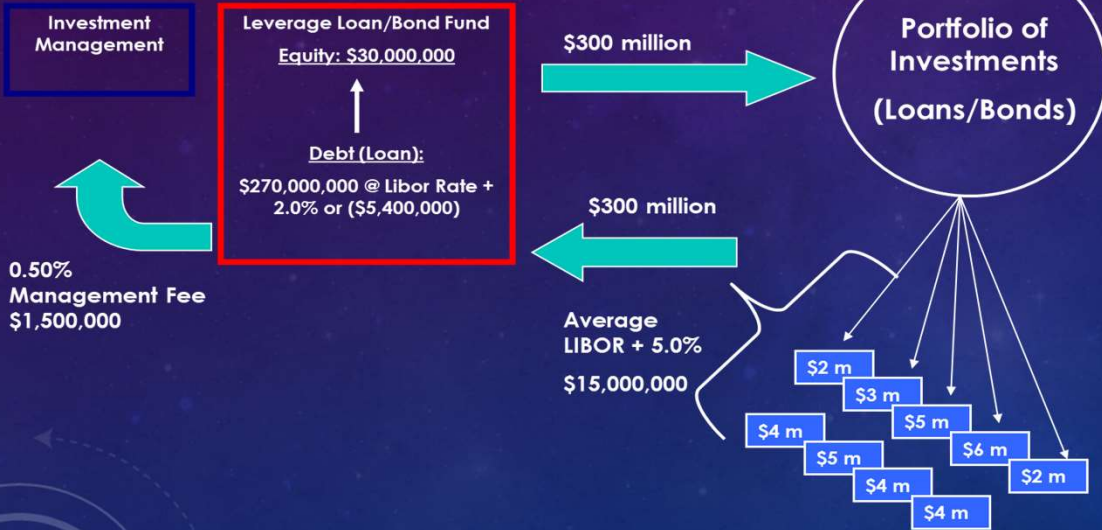 Investment
Management
Leverage Loan/Bond Fund
Equity: $30,000,000
Debt (Loan):
$270,000,000 @ Libor Rate +
2.0% or ($5,400,000)
$300 million
Portfolio of
Investments
(Loans/Bonds)
0.50%
Management Fee
$1,500,000
$300 million
Average
LIBOR + 5.0%
$15,000,000
$2 m
$3 m
$5 m
$6 m
$2 m
$4 m
$5 m
$4 m
$4 m